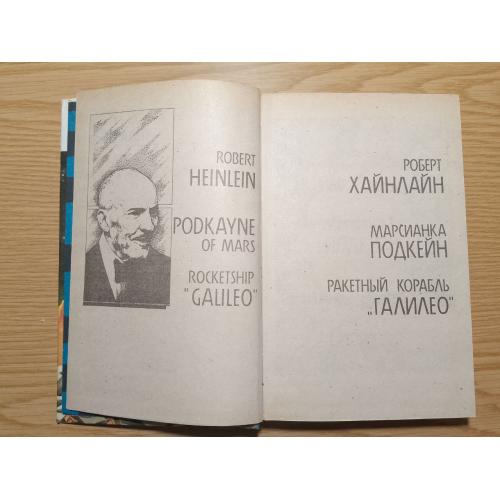 ROBERT
HEINLEIN
PODKAYNE
OF MARS
ROCKETSHIP
"GALILEO"
РОБЕРТ
ХАЙНЛАЙН
МАРСИАНКА
ПОДКЕЙН
РАКЕТНЫЙ КОРАБЛЬ
„ГАЛИЛЕО"